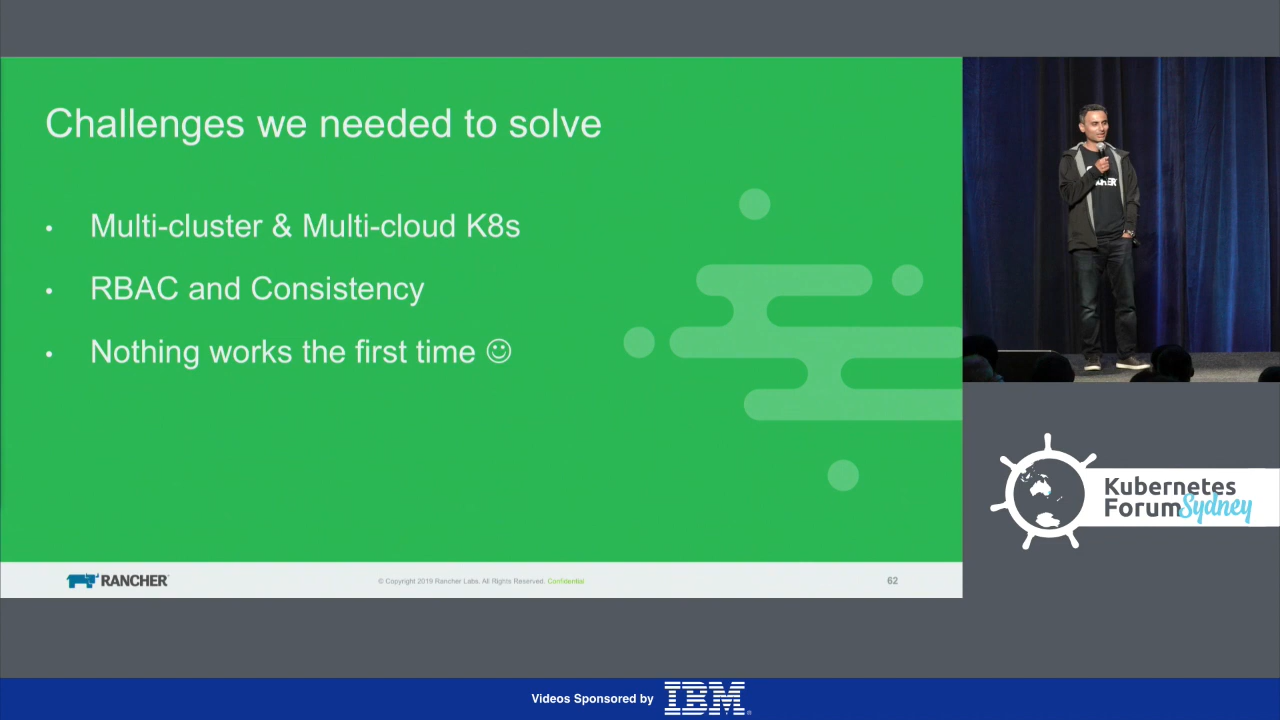 Challenges we needed to solve
• Multi-cluster & Multi-cloud K8s
• RBAC and Consistency
• Nothing works the first time ☺
RANCHER
© Copyright 2019 Rancher Labs. All Rights Reserved. Confidential
62
Kubernetes
Forum Sydney
Videos Sponsored by IBM